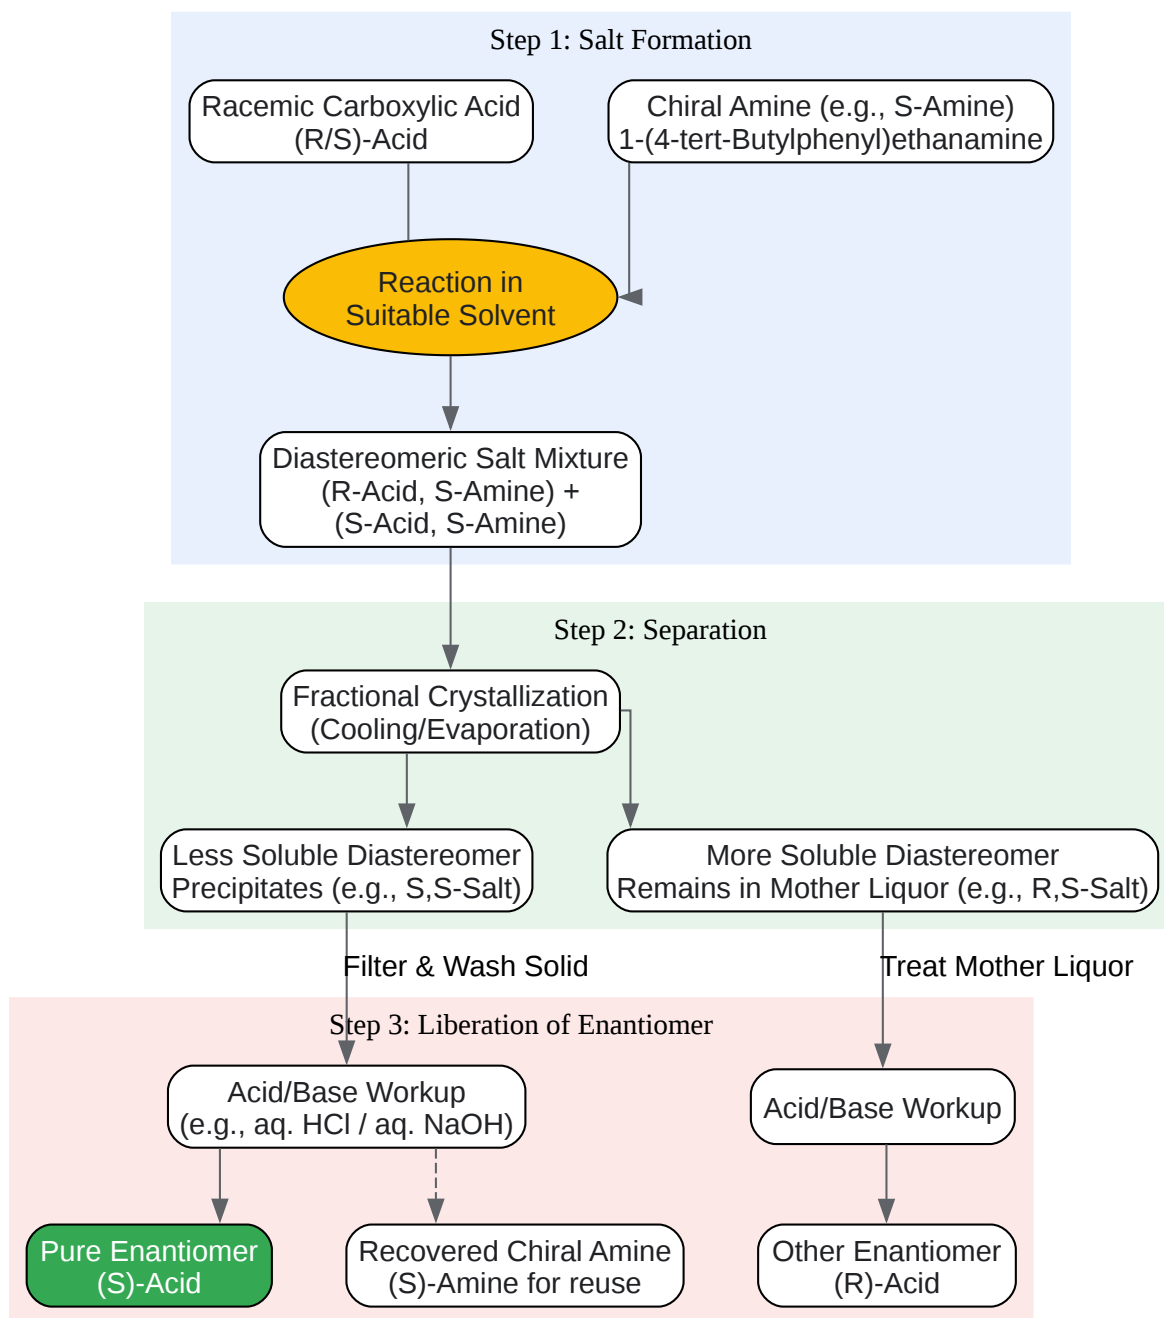 Step 1: Salt Formation
Racemic Carboxylic Acid
(R/S)-Acid
Chiral Amine (e.g., S-Amine)
1-(4-tert-Butylphenyl)ethanamine
Reaction in
Suitable Solvent
Diastereomeric Salt Mixture
(R-Acid, S-Amine) +
(S-Acid, S-Amine)
Step 2: Separation
Fractional Crystallization
(Cooling/Evaporation)
Less Soluble Diastereomer
Precipitates (e.g., S,S-Salt)
More Soluble Diastereomer
Remains in Mother Liquor (e.g., R,S-Salt)
Filter & Wash Solid
Treat Mother Liquor
Step 3: Liberation of Enantiomer
Acid/Base Workup
(e.g., aq. HCl / aq. NaOH)
Acid/Base Workup
Pure Enantiomer
(S)-Acid
Recovered Chiral Amine
(S)-Amine for reuse
Other Enantiomer
(R)-Acid